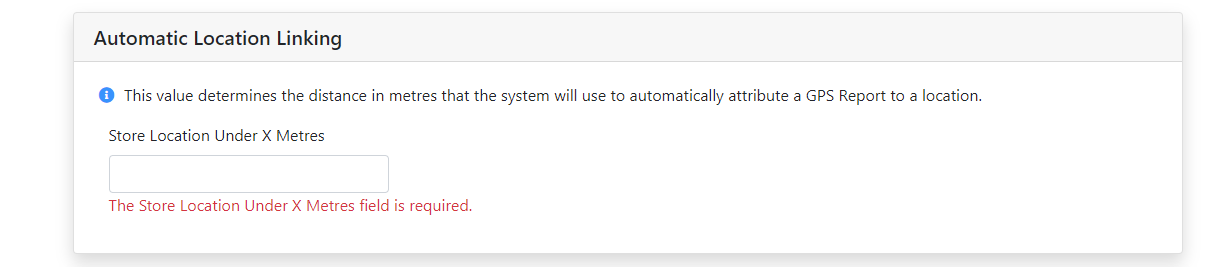 Automatic Location Linking
This value determines the distance in metres that the system will use to automatically attribute a GPS Report to a location.
Store Location Under X Metres
The Store Location Under X Metres field is required.